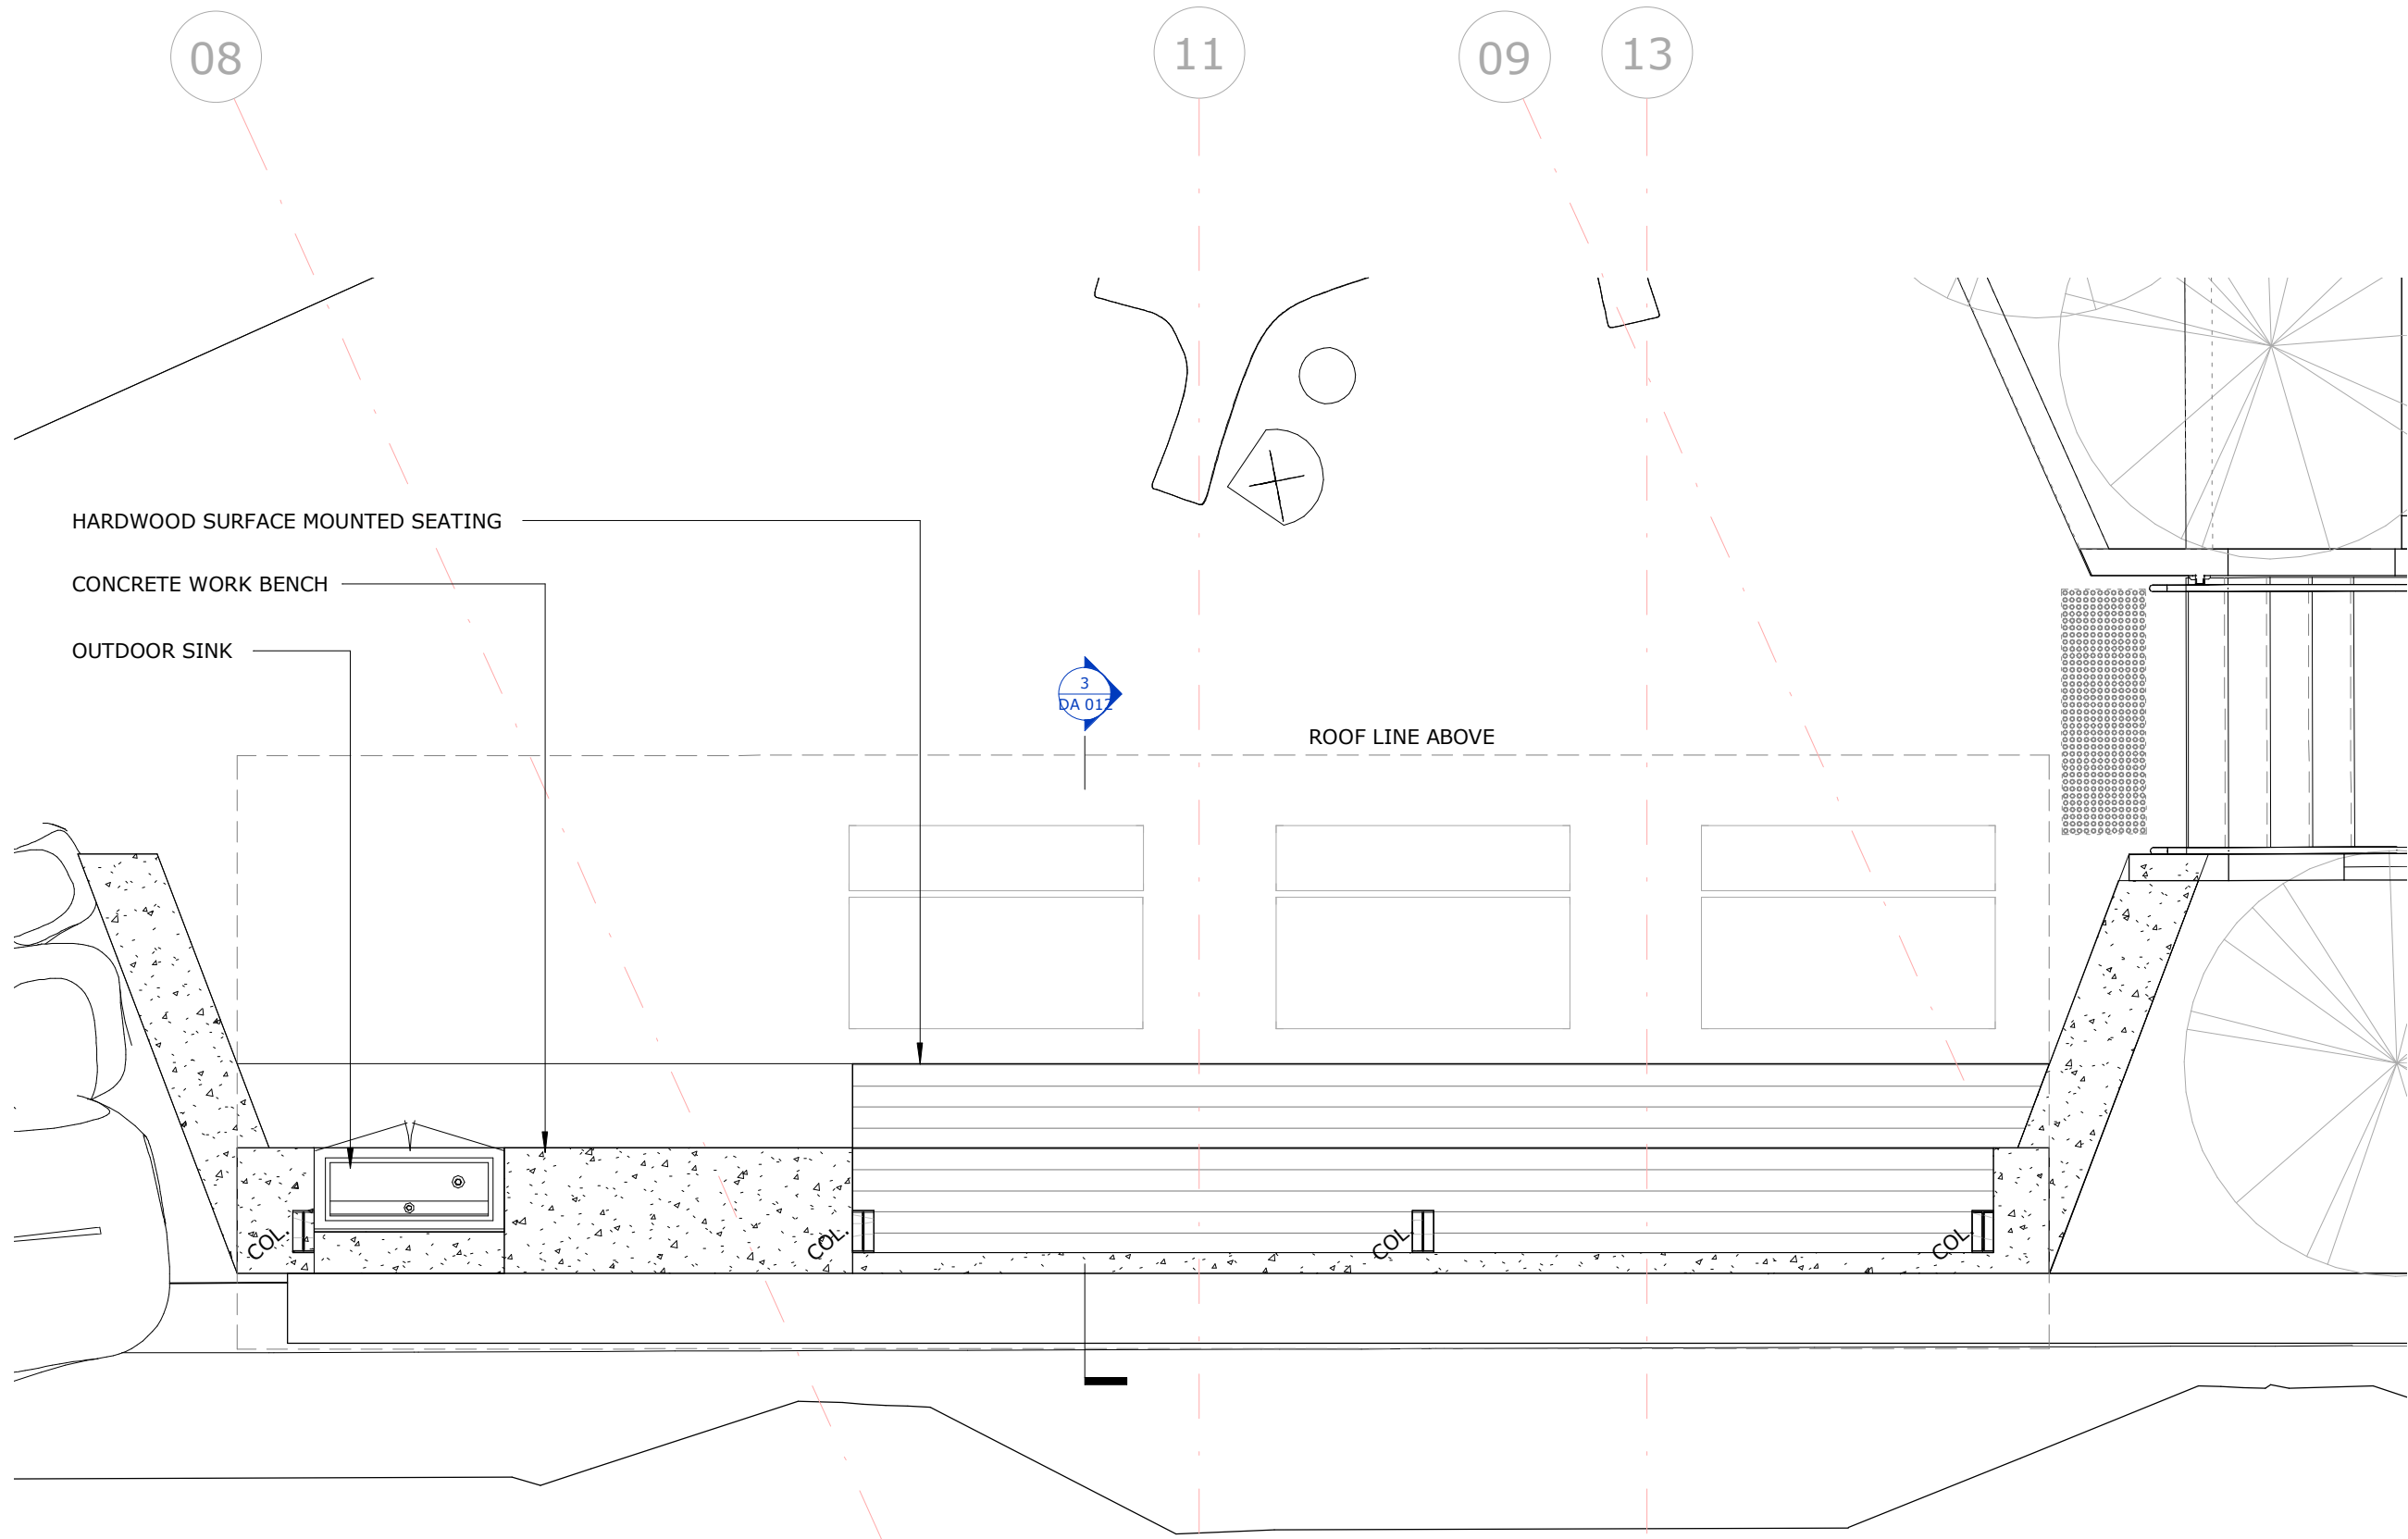 08
11
09
13
HARDWOOD SURFACE MOUNTED SEATING
CONCRETE WORK BENCH
OUTDOOR SINK
3
DA 012
ROOF LINE ABOVE
COL.
COL.
COL.
COL.